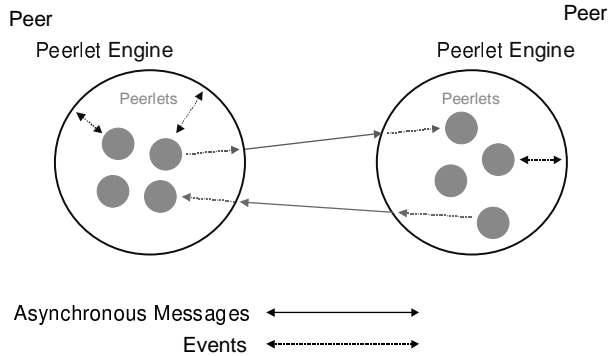 Peer
Peer
Peerlet Engine
Peerlet Engine
Peerlets
Peerlets
Asynchronous Messages
Events